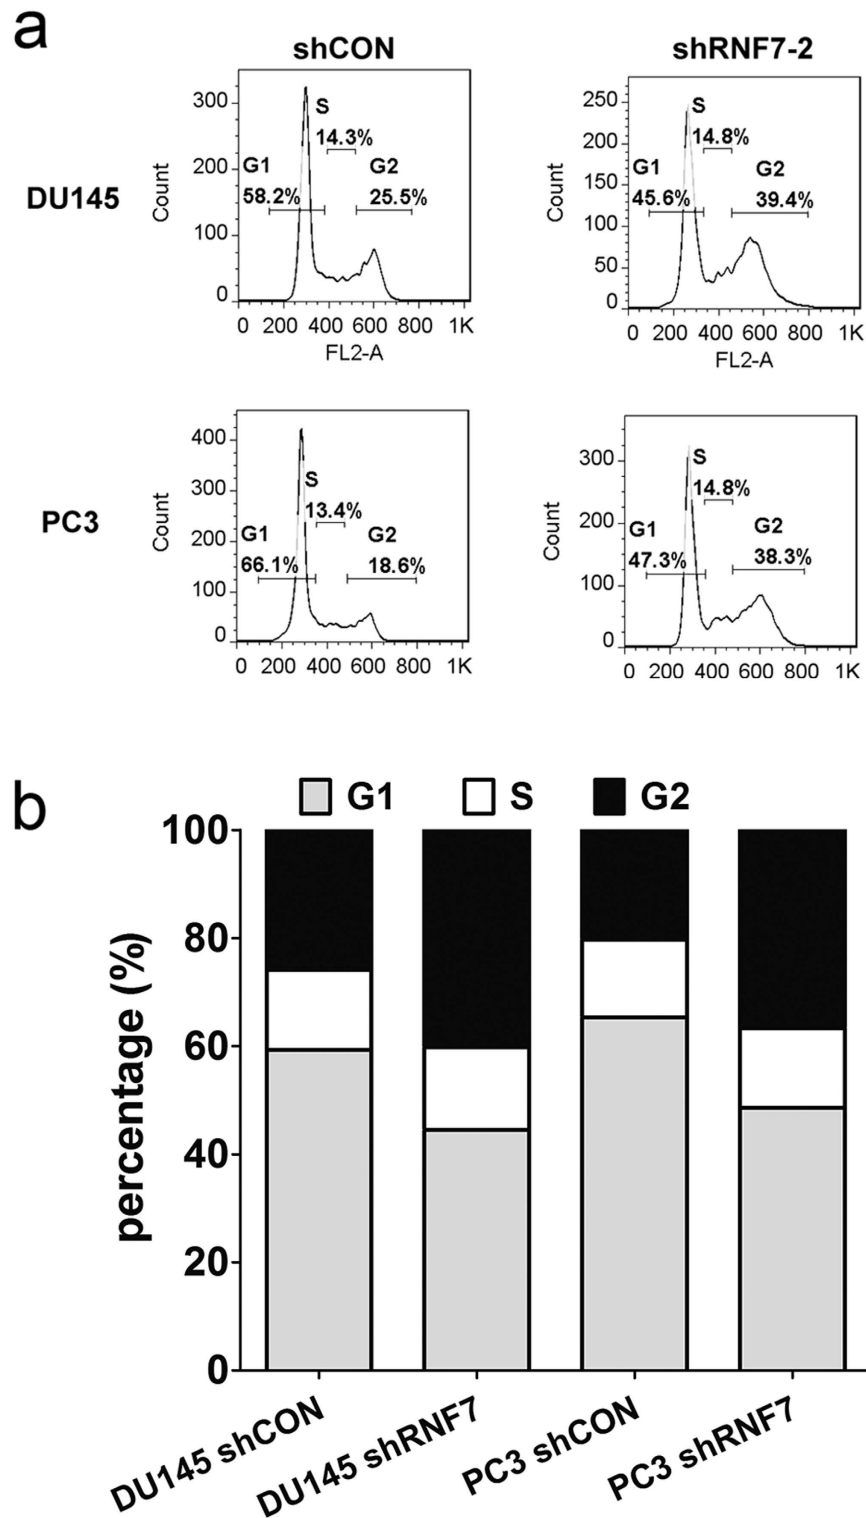 a
shCON
shRNF7-2
DU145
Count
300
200
100
0
S
14.3%
G1
58.2%
G2
25.5%
0 200 400 600 800 1K
FL2-A
Count
250
200
150
100
50
0
S
14.8%
G1
45.6%
G2
39.4%
0 200 400 600 800 1K
FL2-A
PC3
Count
400
300
200
100
0
S
13.4%
G1
66.1%
G2
18.6%
0 200 400 600 800 1K
Count
300
200
100
0
S
14.8%
G1
47.3%
G2
38.3%
0 200 400 600 800 1K
b
G1 S G2
percentage (%)
100
80
60
40
20
0
DU145 shCON
DU145 shRNF7
PC3 shCON
PC3 shRNF7